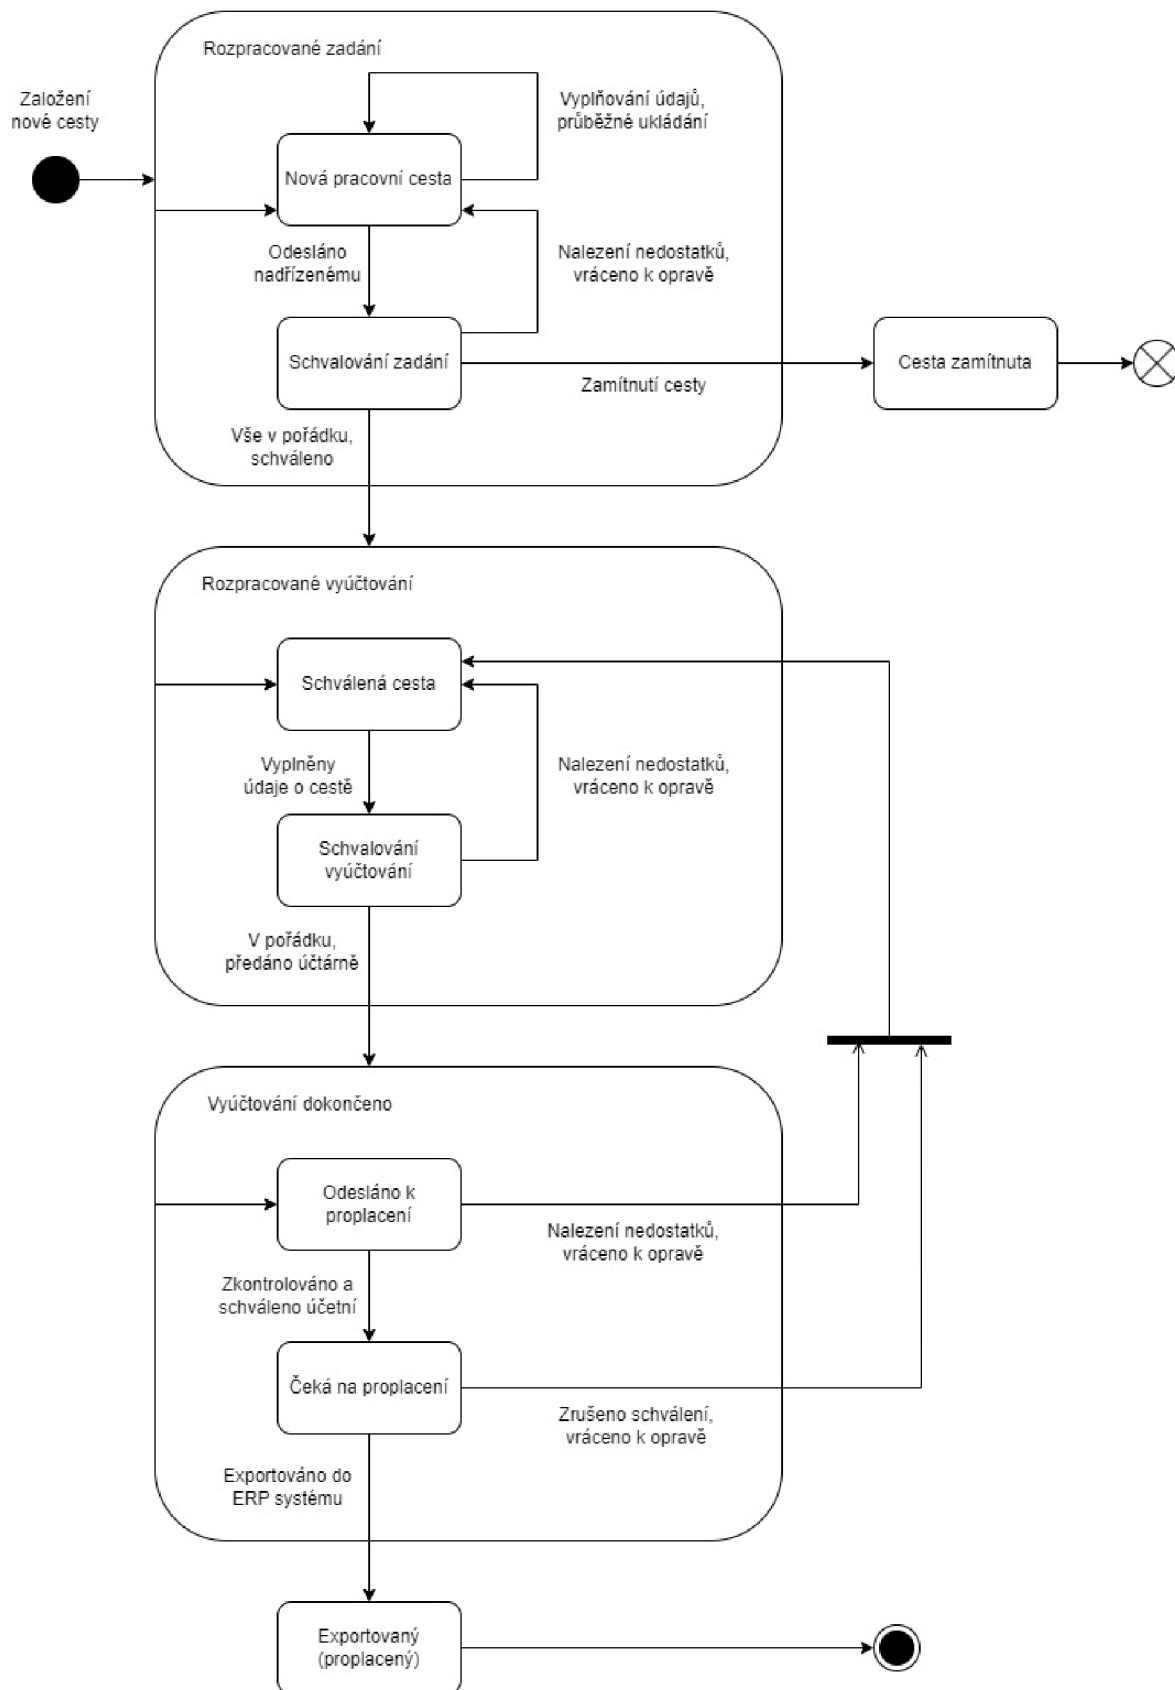 Rozpracované zadání
Založení
nové cesty
Vyplňování údajů,
průběžné ukládání
Nová pracovní cesta
Odesláno
nadřízenému
Nalezení nedostatků,
vráceno k opravě
Schvalování zadání
Zamítnutí cesty
Cesta zamítnuta
Vše v pořádku,
schváleno
Rozpracované vyúčtování
Schválená cesta
Vyplněny
údaje o cestě
Nalezení nedostatků,
vráceno k opravě
Schvalování
vyúčtování
V pořádku,
předáno účtárně
Vyúčtování dokončeno
Odesláno k
proplacení
Nalezení nedostatků,
vráceno k opravě
Zkontrolováno a
schváleno účetní
Čeká na proplacení
Zrušeno schválení,
vráceno k opravě
Exportováno do
ERP systému
Exportovaný
(proplacený)